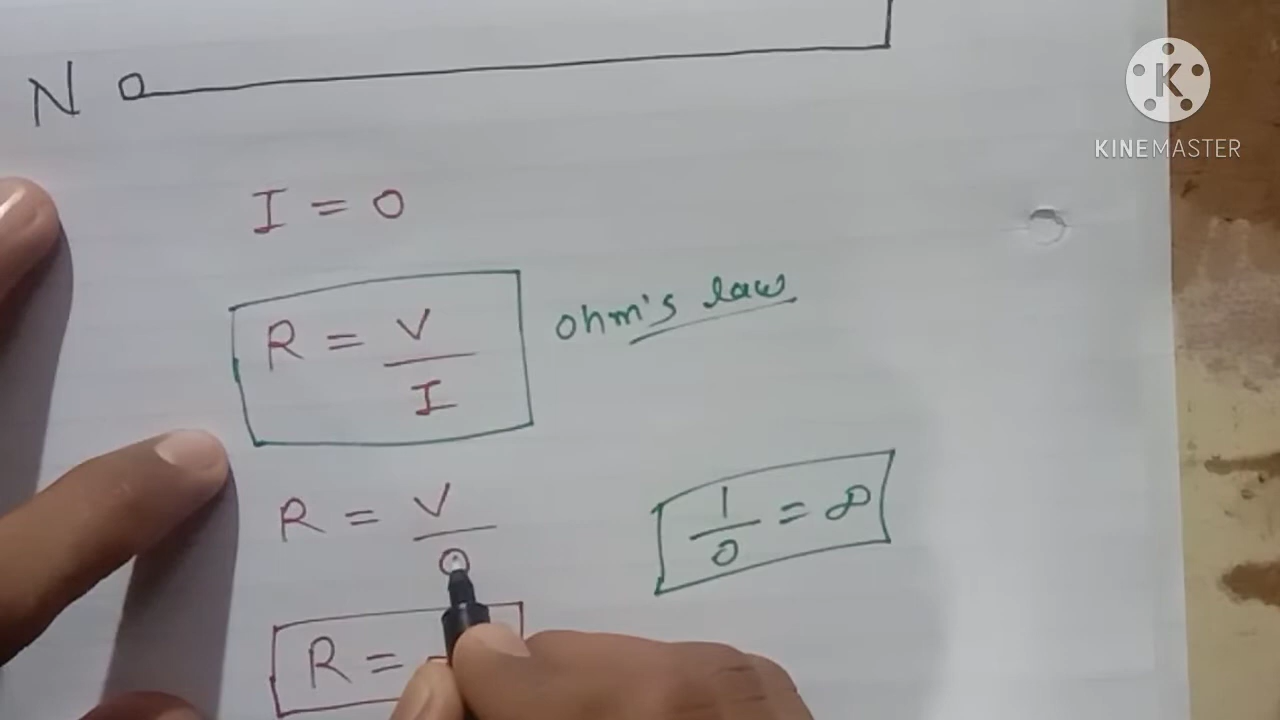 K
KINEMASTER
N
I = 0
R = V / I
ohm's law
R = V / 0
1 / 0 = ∞
R =